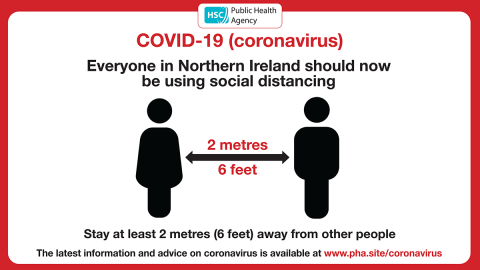 HSC Public Health
Agency
COVID-19 (coronavirus)
Everyone in Northern Ireland should now
be using social distancing
2 metres
6 feet
Stay at least 2 metres (6 feet) away from other people
The latest information and advice on coronavirus is available at www.pha.site/coronavirus